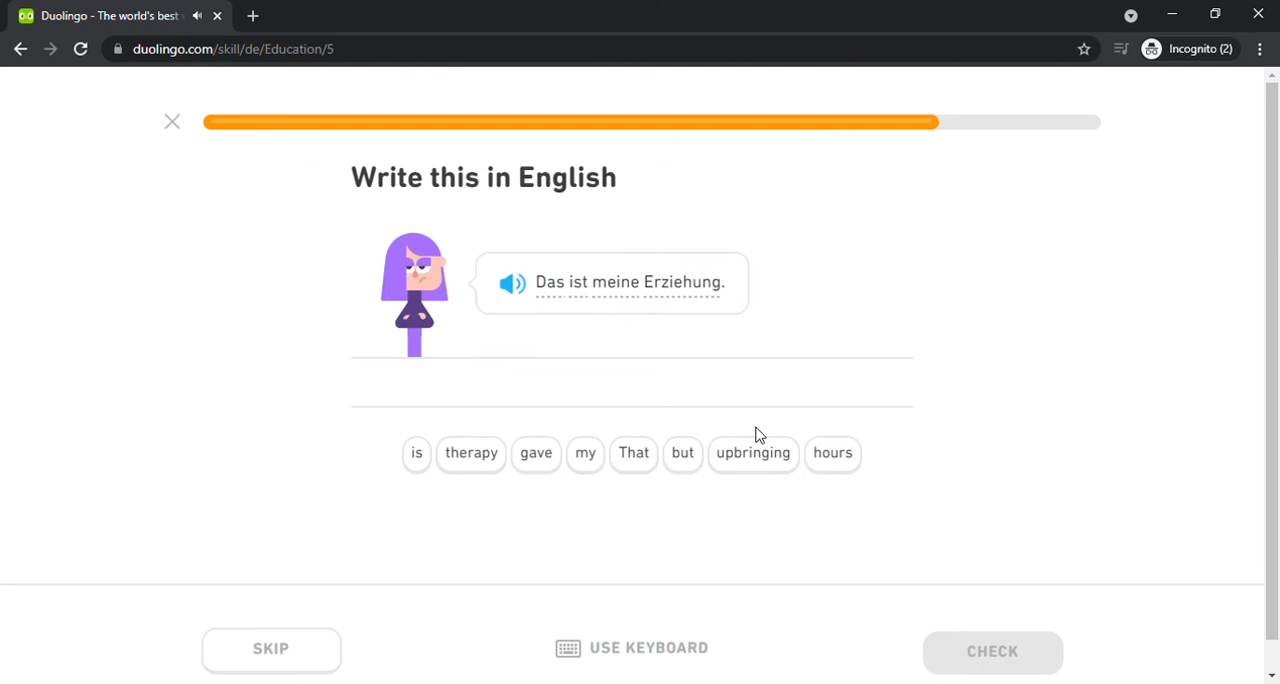 Duolingo - The world's best
duolingo.com/skill/de/Education/5
Incognito (2)
Write this in English
Das ist meine Erziehung.
is therapy gave my That but upbringing hours
SKIP
USE KEYBOARD
CHECK